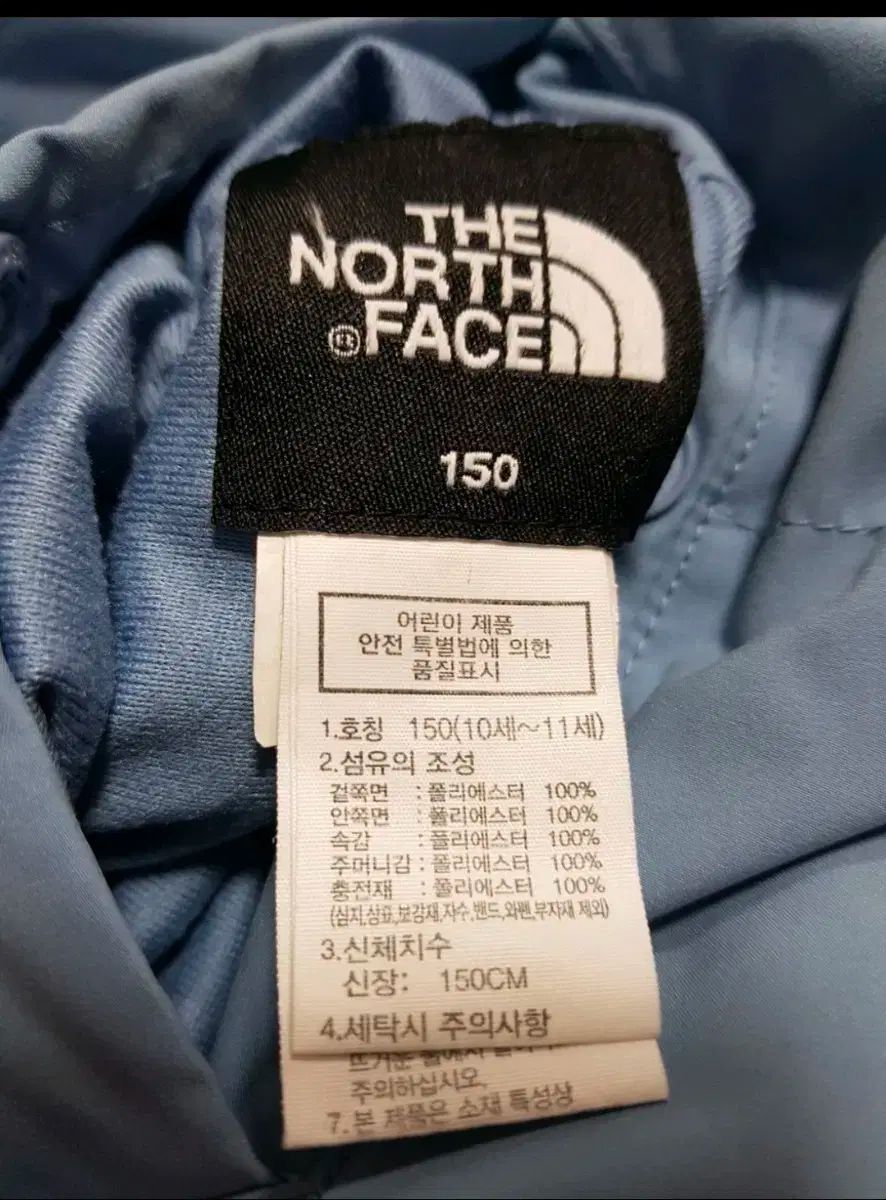 THE
NORTH
FACE
150
어린이 제품
안전 특별법에 의한
품질표시
1.호칭 150(10세~11세)
2.섬유의 조성
겉쪽면 : 폴리에스터 100%
안쪽면 : 폴리에스터 100%
속감 : 폴리에스터 100%
주머니감 : 폴리에스터 100%
충전재 : 폴리에스터 100%
(심지,상표,보강재,자수,밴드,와펜,부자재 제외)
3.신체치수
신장: 150CM
4.세탁시 주의사항
뜨거운
주의하십시오.
7.본 제품은 소재 특성상